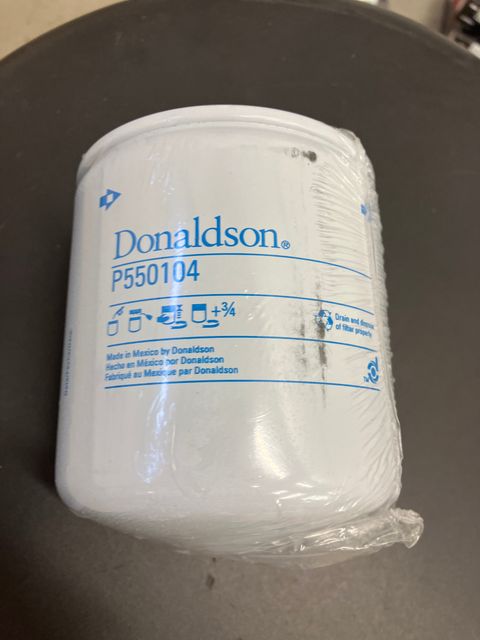 Donaldson®
P550104
+3/4
Drain and dispose
of filter properly.
Made in Mexico by Donaldson
Hecho en México por Donaldson
Fabriqué au Mexique par Donaldson
TM